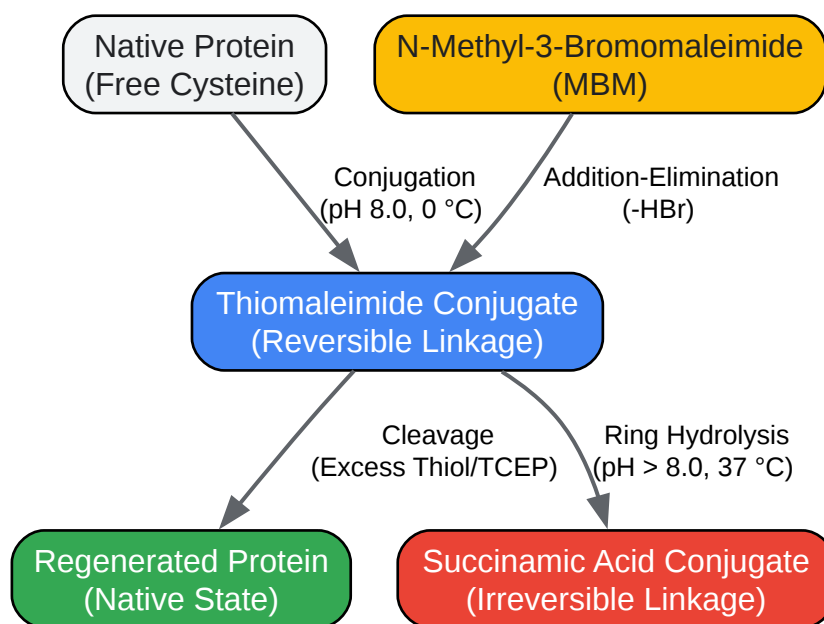 Native Protein
(Free Cysteine)
N-Methyl-3-Bromomaleimide
(MBM)
Conjugation
(pH 8.0, 0 °C)
Addition-Elimination
(-HBr)
Thiomaleimide Conjugate
(Reversible Linkage)
Cleavage
(Excess Thiol/TCEP)
Ring Hydrolysis
(pH > 8.0, 37 °C)
Regenerated Protein
(Native State)
Succinamic Acid Conjugate
(Irreversible Linkage)